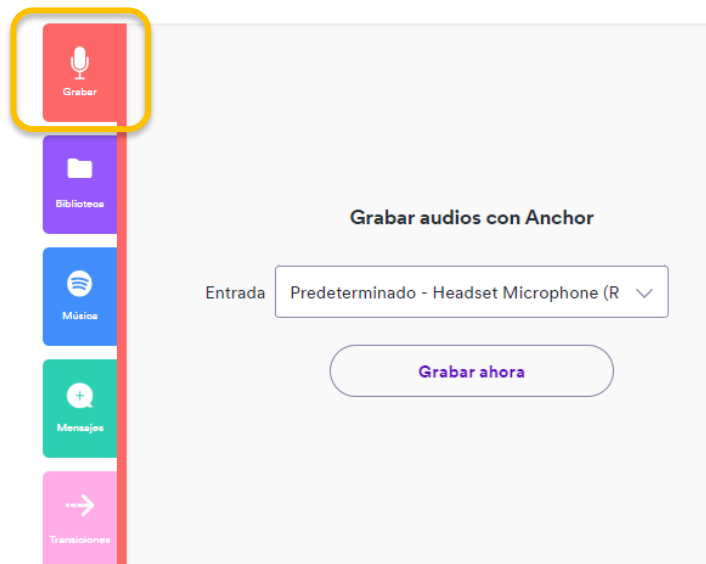 Grabar
Biblioteca
Música
Mensajes
Transiciones
Grabar audios con Anchor
Entrada Predeterminado - Headset Microphone (R
Grabar ahora